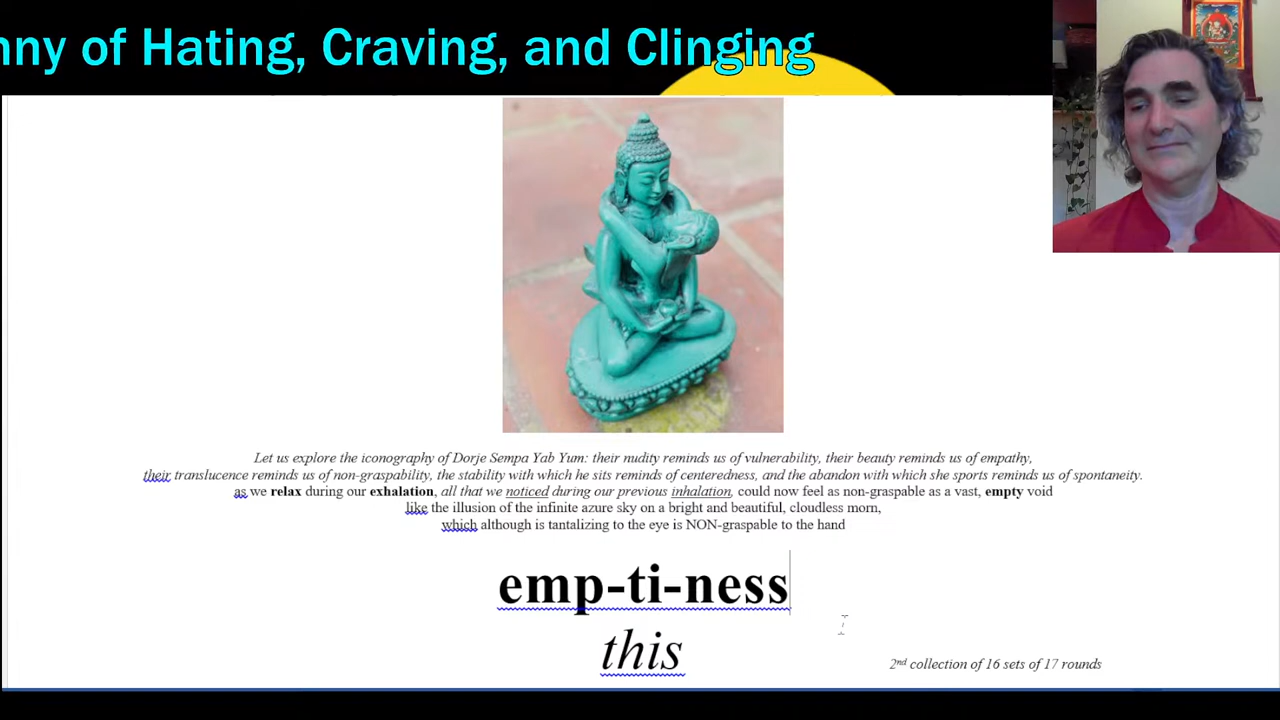 nny of Hating, Craving, and Clinging
Let us explore the iconography of Dorje Sempa Yab Yum: their nudity reminds us of vulnerability, their beauty reminds us of empathy,
their translucence reminds us of non-graspability, the stability with which he sits reminds of centeredness, and the abandon with which she sports reminds us of spontaneity.
as we relax during our exhalation, all that we noticed during our previous inhalation, could now feel as non-graspable as a vast, empty void
like the illusion of the infinite azure sky on a bright and beautiful, cloudless morn,
which although is tantalizing to the eye is NON-graspable to the hand
emp-ti-ness
this
2nd collection of 16 sets of 17 rounds